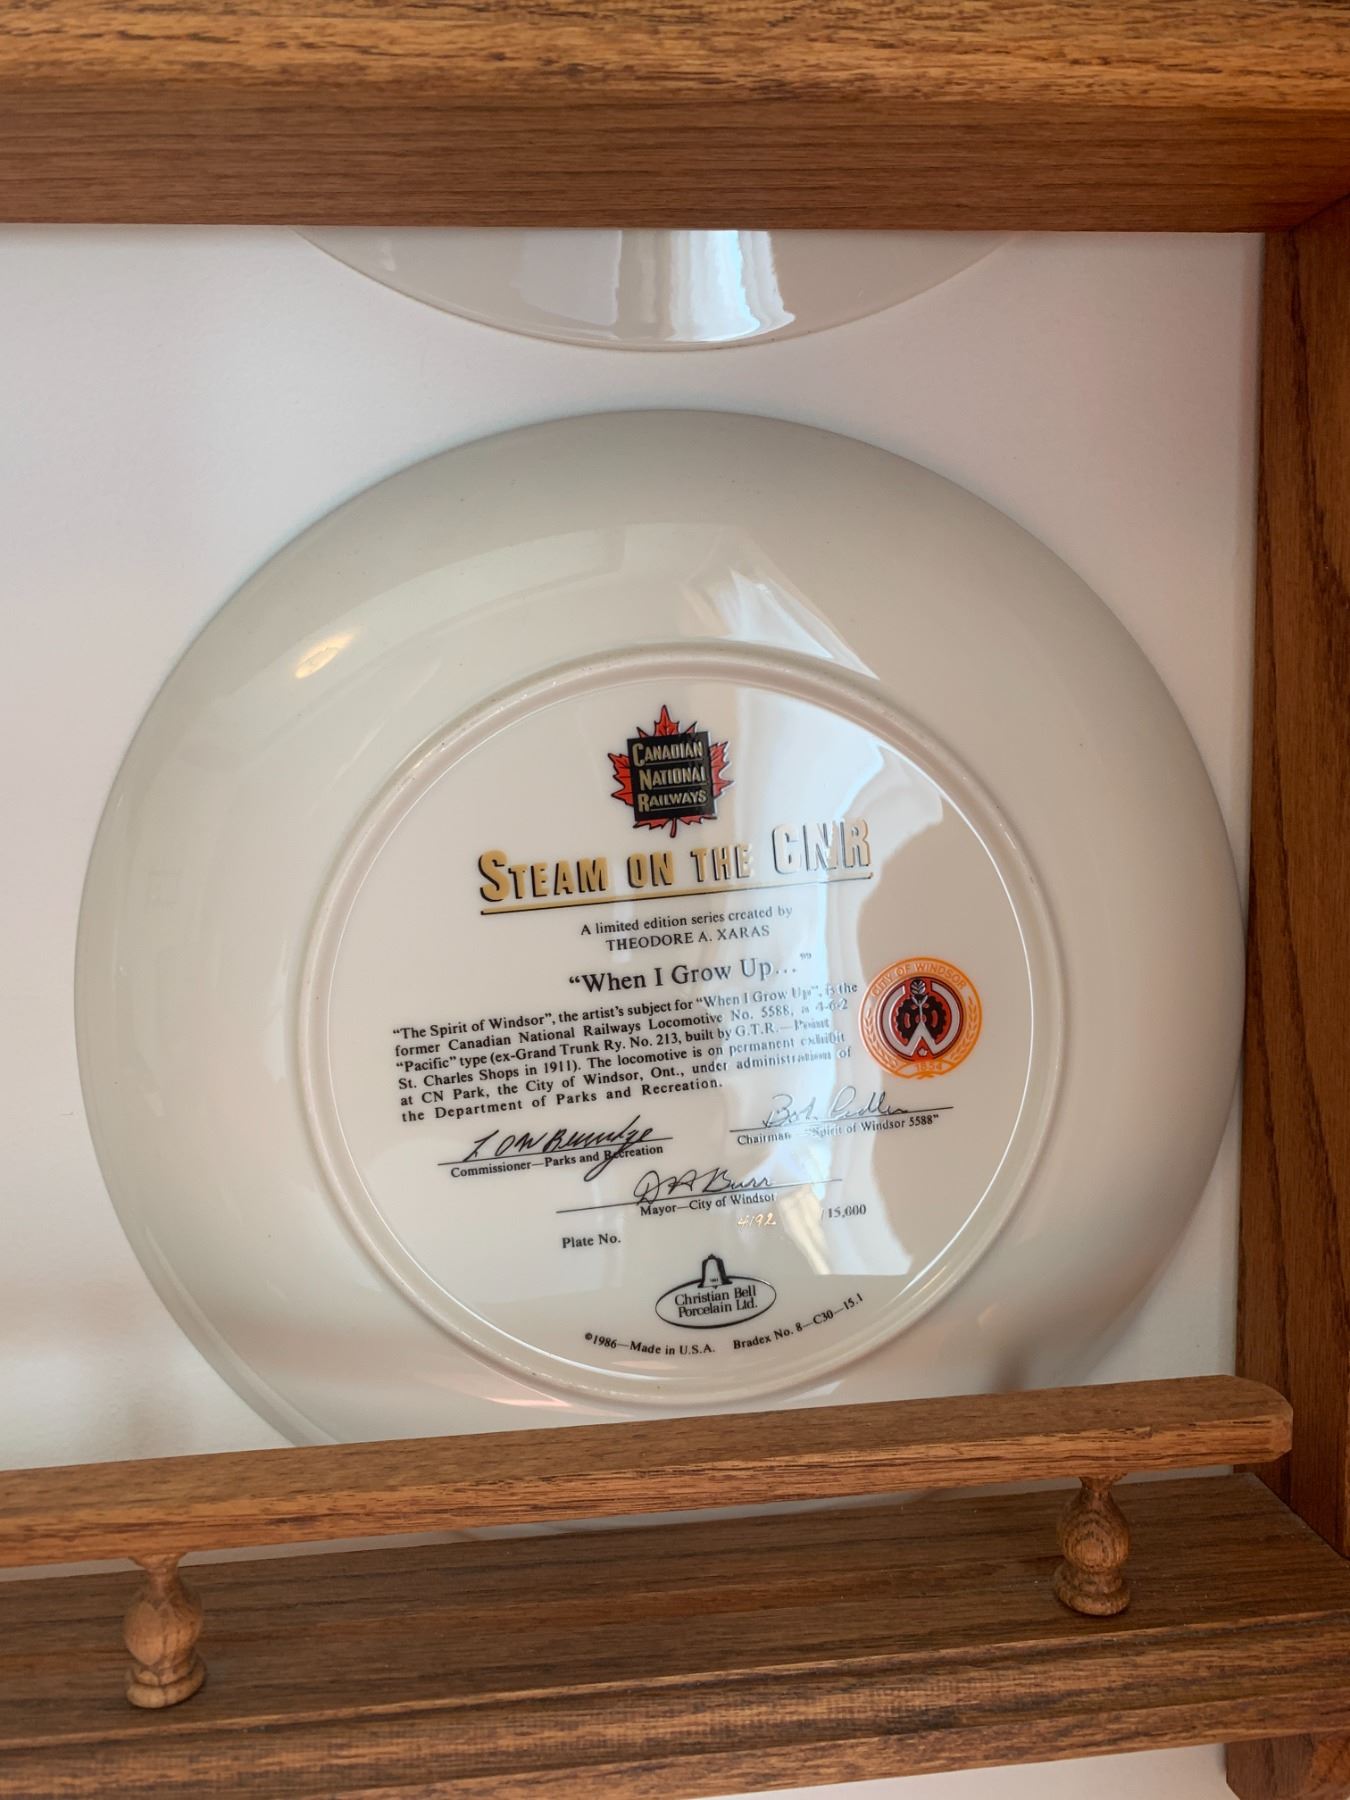 CANADIAN
NATIONAL
RAILWAYS
STEAM ON THE CNR
A limited edition series created by
THEODORE A. XARAS
“When I Grow Up...”
“The Spirit of Windsor”, the artist’s subject for “When I Grow Up”, is the
former Canadian National Railways Locomotive No. 5588, a 4-6-2
“Pacific” type (ex-Grand Trunk Ry. No. 213, built by G.T.R.—Point
St. Charles Shops in 1911). The locomotive is on permanent exhibit
at CN Park, the City of Windsor, Ont., under administration of
the Department of Parks and Recreation.
CITY OF WINDSOR
1854
Commissioner—Parks and Recreation
Chairman—“Spirit of Windsor 5588”
Mayor—City of Windsor
Plate No. 4192 /15,000
Christian Bell
Porcelain Ltd.
©1986—Made in U.S.A. Bradex No. 8—C30—15.1